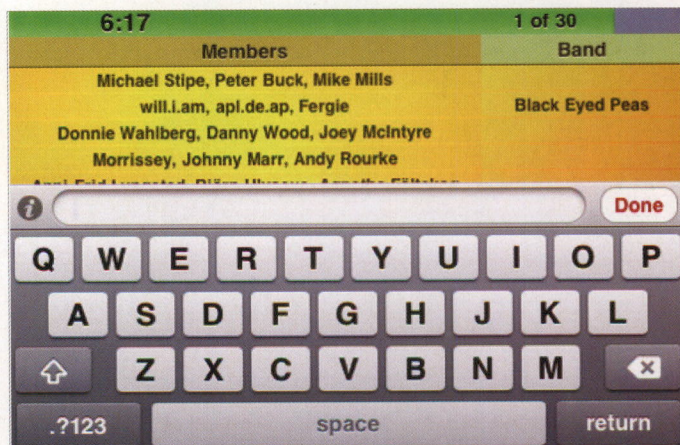 6:17 1 of 30
Members Band
Michael Stipe, Peter Buck, Mike Mills
will.i.am, apl.de.ap, Fergie Black Eyed Peas
Donnie Wahlberg, Danny Wood, Joey McIntyre
Morrissey, Johnny Marr, Andy Rourke
i Done
Q W E R T Y U I O P
A S D F G H J K L
Z X C V B N M
.?123 space return